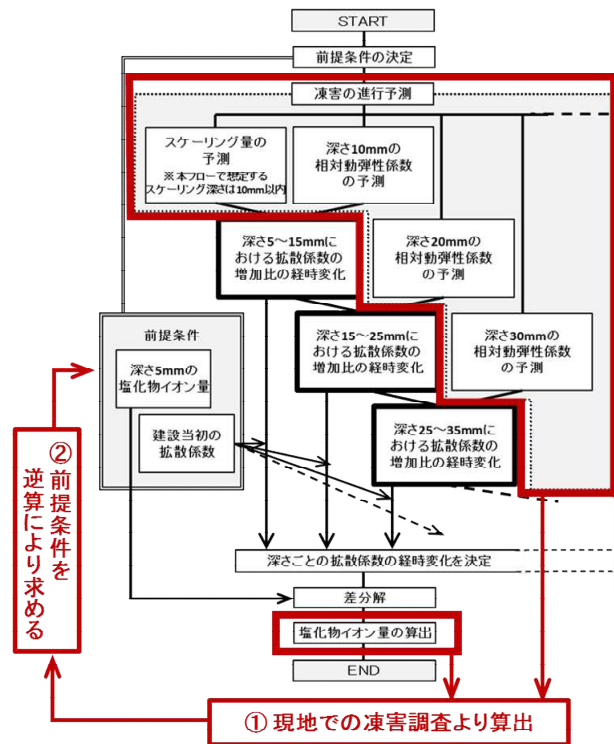 START
前提条件の決定
凍害の進行予測
スケーリング量の
予測
※ 本フローで想定する
スケーリング深さは10mm以内
深さ10mmの
相対動弾性係数
の予測
深さ5～15mmに
おける拡散係数の
増加比の経時変化
深さ20mmの
相対動弾性係数
の予測
深さ15～25mmに
おける拡散係数の
増加比の経時変化
深さ30mmの
相対動弾性係数
の予測
深さ25～35mmに
おける拡散係数の
増加比の経時変化
前提条件
深さ5mmの
塩化物イオン量
建設当初の
拡散係数
深さごとの拡散係数の経時変化を決定
差分解
塩化物イオン量の算出
END
②前提条件を
逆算により求める
① 現地での凍害調査より算出